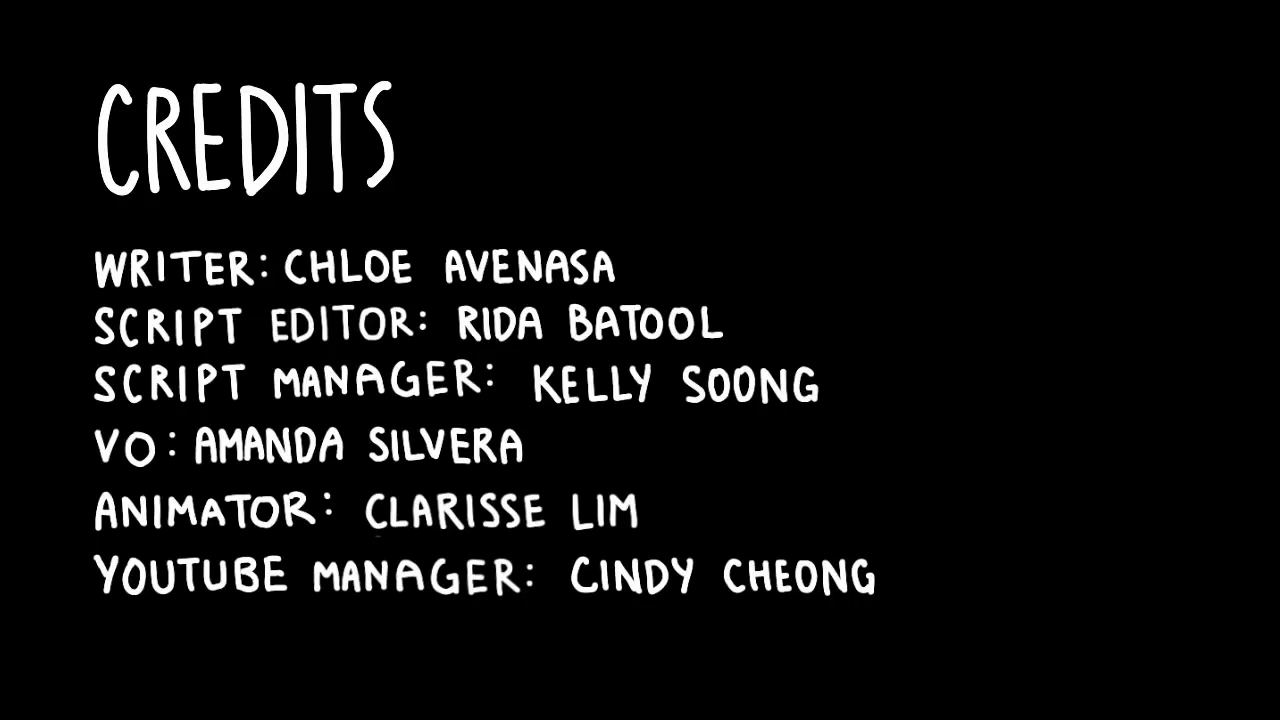 CREDITS
WRITER: CHLOE AVENASA
SCRIPT EDITOR: RIDA BATOOL
SCRIPT MANAGER: KELLY SOONG
VO: AMANDA SILVERA
ANIMATOR: CLARISSE LIM
YOUTUBE MANAGER: CINDY CHEONG